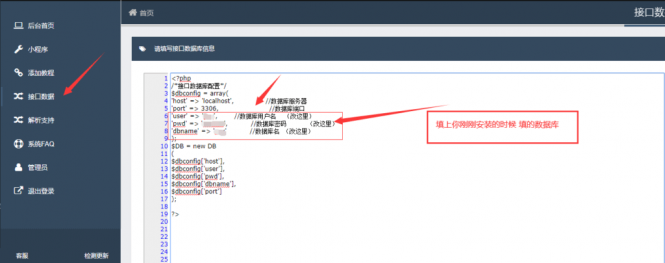 首页
接口数
后台首页
小程序
添加教程
接口数据
解析支持
系统FAQ
管理员
退出登录
客服
检测更新
请填写接口数据库信息
1 <?php
2 /*接口数据库配置*/
3 $dbconfig = array(
4 'host' => 'localhost', //数据库服务器
5 'port' => 3306, //数据库端口
6 'user' => '', //数据库用户名 （改这里）
7 'pwd' => '', //数据库密码 （改这里）
8 'dbname' => '', //数据库名 （改这里）
9 );
10 $DB = new DB
11 (
12 $dbconfig['host'],
13 $dbconfig['user'],
14 $dbconfig['pwd'],
15 $dbconfig['dbname'],
16 $dbconfig['port']
17 );
18
19 ?>
20
21
22
23
24
25
填上你刚刚安装的时候 填的数据库